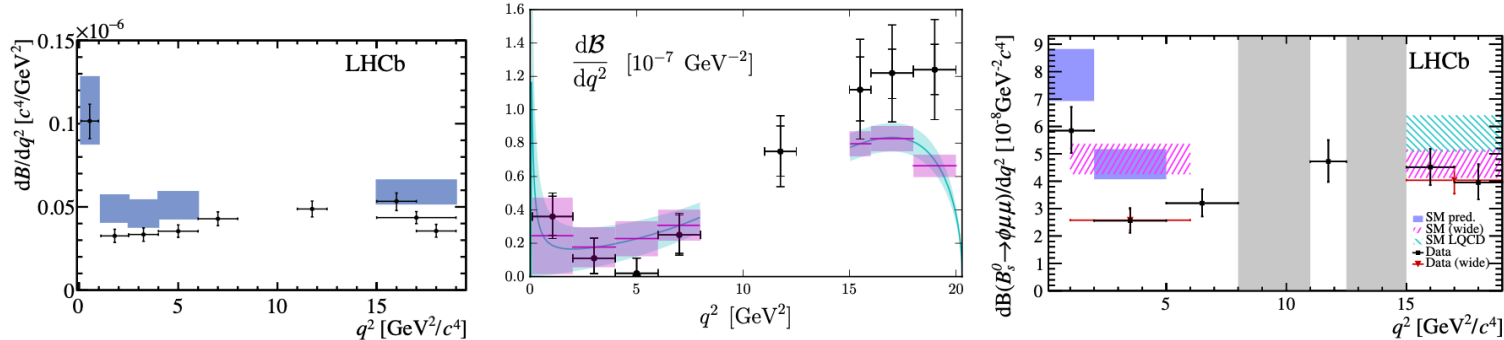 ×10⁻⁶
0.15
0.1
0.05
0
LHCb
dB/dq² [c⁴/GeV²]
0 5 10 15
q² [GeV²/c⁴]
1.6
1.4
1.2
1.0
0.8
0.6
0.4
0.2
0.0
dB/dq² [10⁻⁷ GeV⁻²]
0 5 10 15 20
q² [GeV²]
9
8
7
6
5
4
3
2
1
0
LHCb
dB(B⁰ₛ→ϕμμ)/dq² [10⁻⁸GeV⁻²c⁴]
SM pred.
SM (wide)
SM LQCD
Data
Data (wide)
5 10 15
q² [GeV²/c⁴]